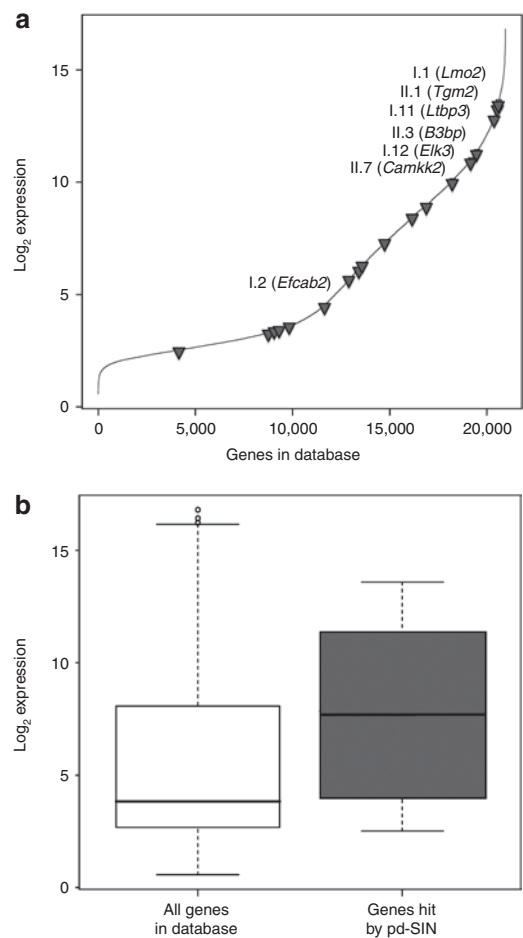 a
15
10
5
0
Log2 expression
I.1 (Lmo2)
II.1 (Tgm2)
I.11 (Ltbp3)
II.3 (B3bp)
I.12 (Elk3)
II.7 (Camkk2)
I.2 (Efcab2)
0 5,000 10,000 15,000 20,000
Genes in database
b
15
10
5
0
Log2 expression
All genes
in database
Genes hit
by pd-SIN